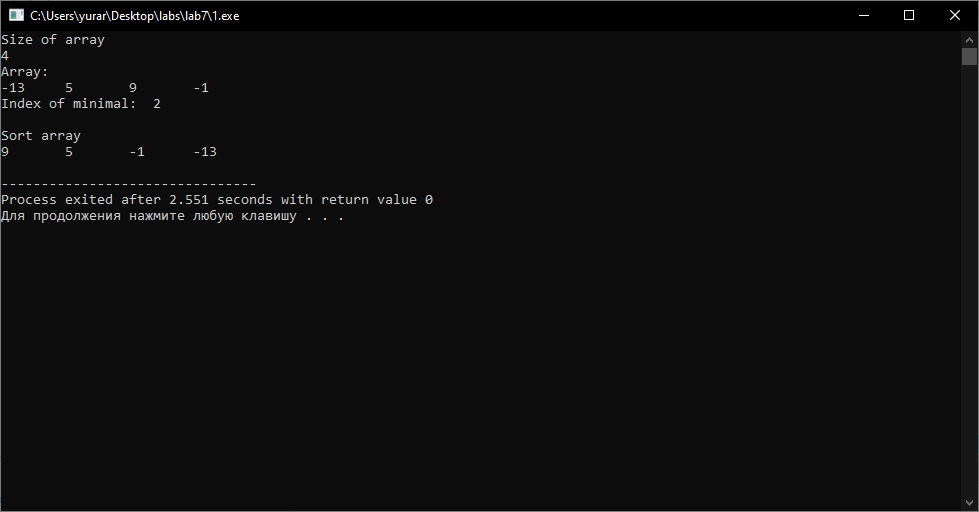 C:\Users\yurar\Desktop\labs\lab7\1.exe
Size of array
4
Array:
-13     5       9       -1
Index of minimal:  2
Sort array
9       5       -1      -13
--------------------------------
Process exited after 2.551 seconds with return value 0
Для продолжения нажмите любую клавишу . . .